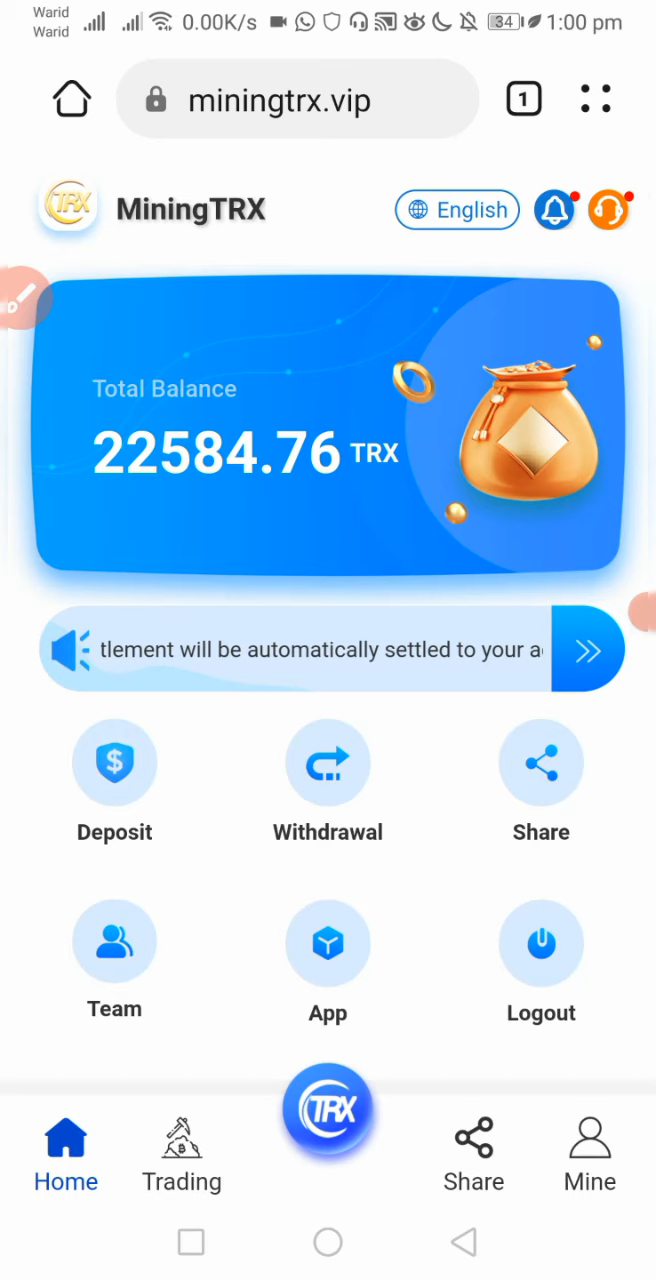 Warid
Warid
0.00K/s
34
1:00 pm
miningtrx.vip
1
TRX
MiningTRX
English
Total Balance
22584.76 TRX
tlement will be automatically settled to your a
Deposit
Withdrawal
Share
Team
App
Logout
TRX
Home
Trading
Share
Mine